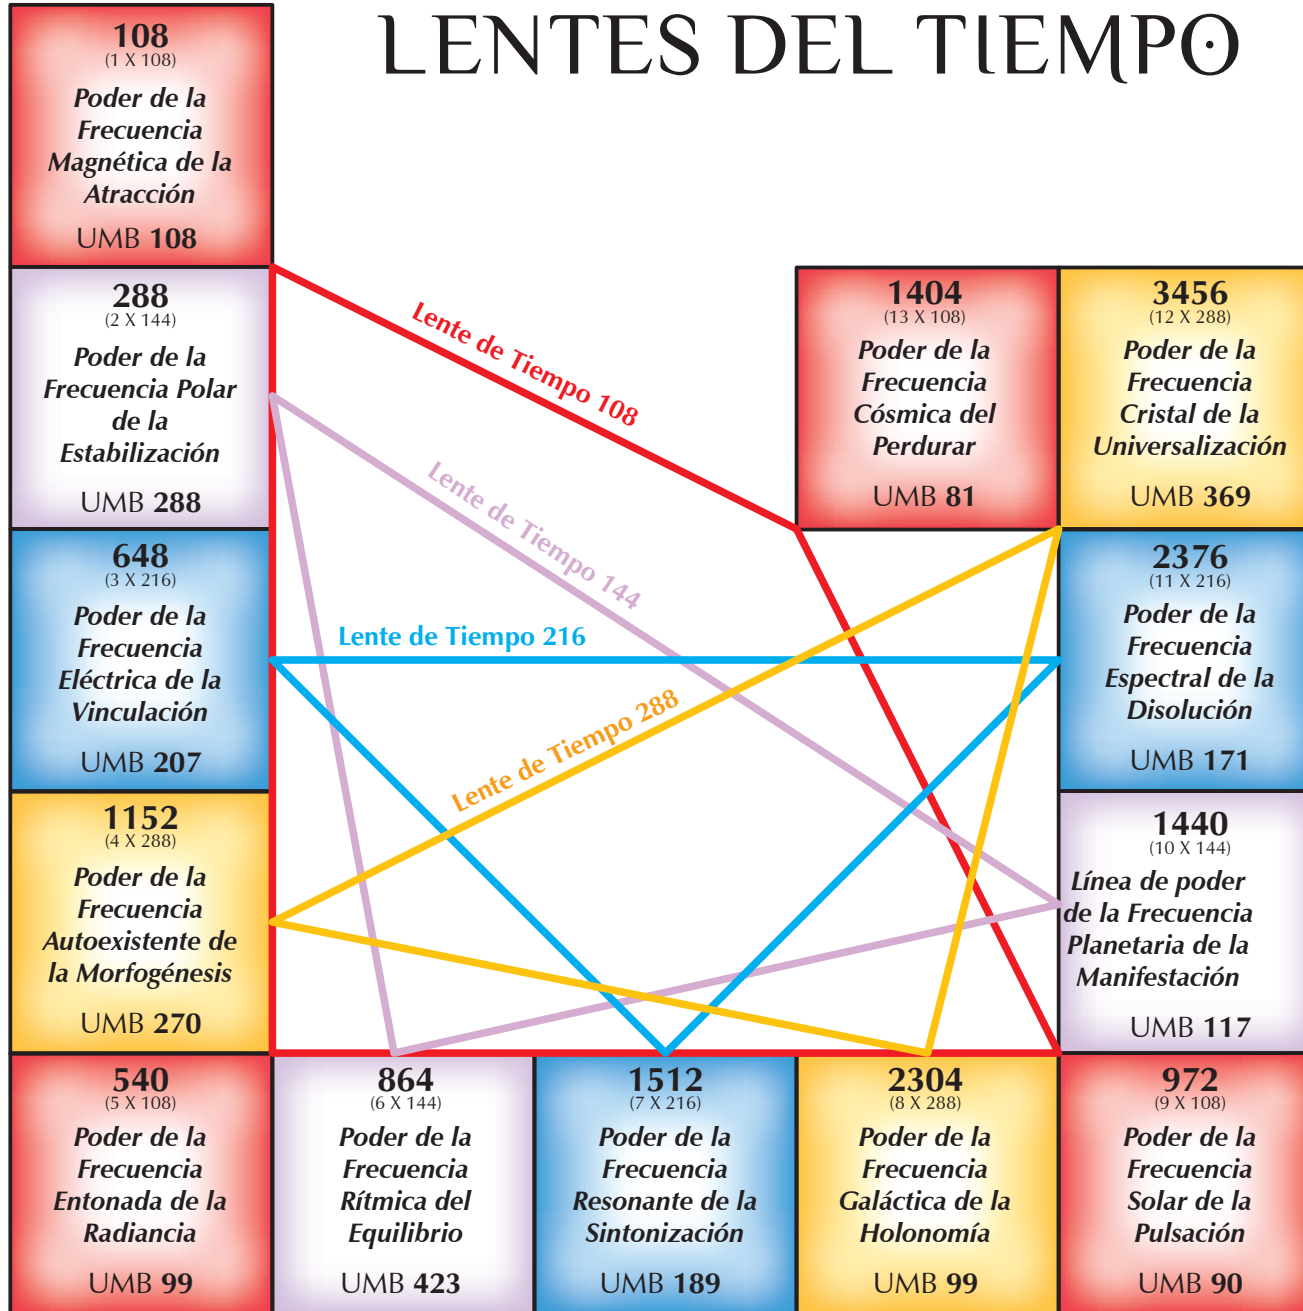 LENTES DEL TIEMPO
108
(1 X 108)
Poder de la
Frecuencia
Magnética de la
Atracción
UMB 108
288
(2 X 144)
Poder de la
Frecuencia Polar
de la
Estabilización
UMB 288
648
(3 X 216)
Poder de la
Frecuencia
Eléctrica de la
Vinculación
UMB 207
1152
(4 X 288)
Poder de la
Frecuencia
Autoexistente de
la Morfogénesis
UMB 270
540
(5 X 108)
Poder de la
Frecuencia
Entonada de la
Radiancia
UMB 99
864
(6 X 144)
Poder de la
Frecuencia
Rítmica del
Equilibrio
UMB 423
1512
(7 X 216)
Poder de la
Frecuencia
Resonante de la
Sintonización
UMB 189
2304
(8 X 288)
Poder de la
Frecuencia
Galáctica de la
Holonomía
UMB 99
972
(9 X 108)
Poder de la
Frecuencia
Solar de la
Pulsación
UMB 90
1440
(10 X 144)
Línea de poder
de la Frecuencia
Planetaria de la
Manifestación
UMB 117
2376
(11 X 216)
Poder de la
Frecuencia
Espectral de la
Disolución
UMB 171
3456
(12 X 288)
Poder de la
Frecuencia
Cristal de la
Universalización
UMB 369
1404
(13 X 108)
Poder de la
Frecuencia
Cósmica del
Perdurar
UMB 81
Lente de Tiempo 108
Lente de Tiempo 144
Lente de Tiempo 216
Lente de Tiempo 288